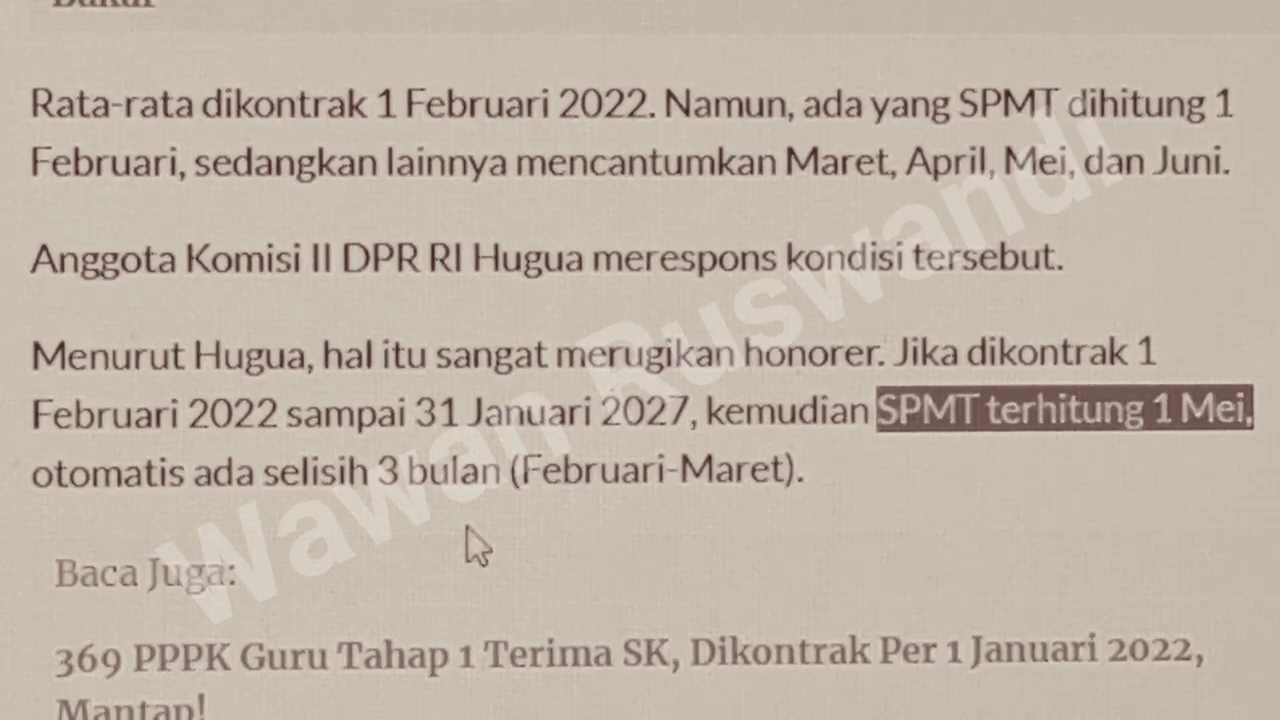 Rata-rata dikontrak 1 Februari 2022. Namun, ada yang SPMT dihitung 1
Februari, sedangkan lainnya mencantumkan Maret, April, Mei, dan Juni.
Anggota Komisi II DPR RI Hugua merespons kondisi tersebut.
Menurut Hugua, hal itu sangat merugikan honorer. Jika dikontrak 1
Februari 2022 sampai 31 Januari 2027, kemudian SPMT terhitung 1 Mei,
otomatis ada selisih 3 bulan (Februari-Maret).
Wawan Ruswandi
Baca Juga:
369 PPPK Guru Tahap 1 Terima SK, Dikontrak Per 1 Januari 2022,
Mantap!